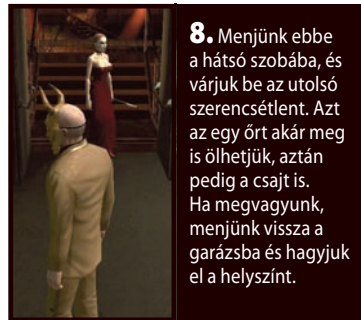 8. Menjünk ebbe
a hátsó szobába, és
várjuk be az utolsó
szerencsétlent. Azt
az egy őrt akár meg
is ölhetjük, aztán
pedig a csajt is.
Ha megvagyunk,
menjünk vissza a
garázsba és hagyjuk
el a helyszínt.